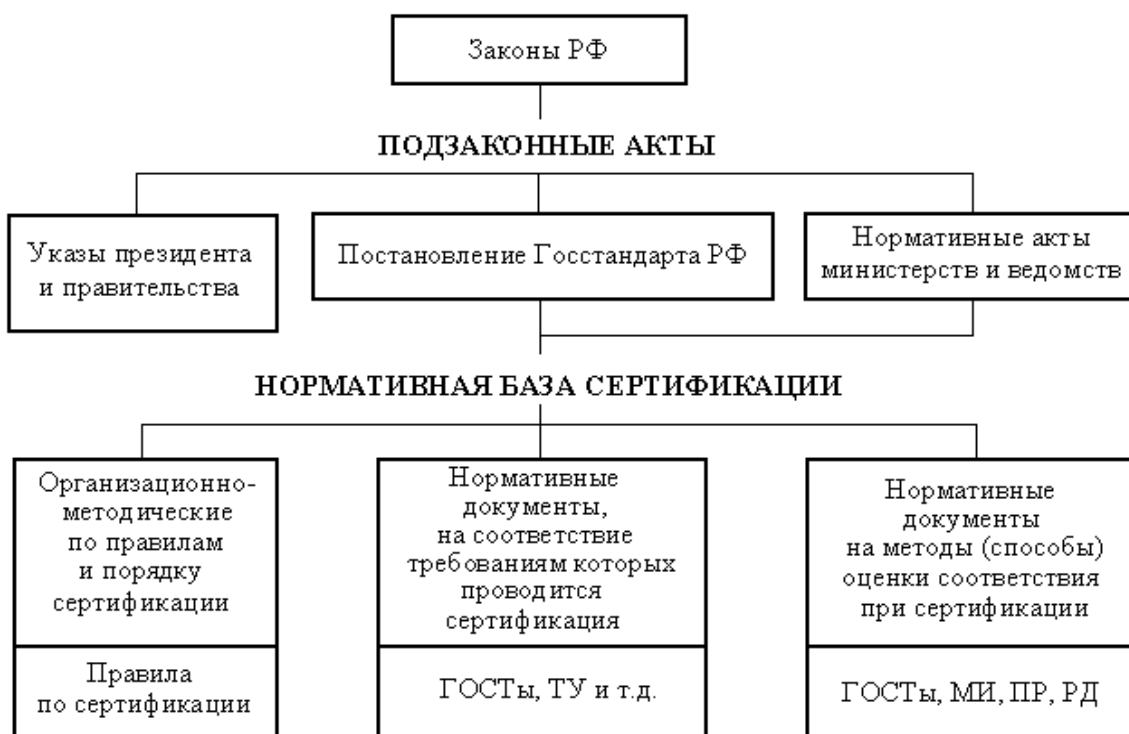 Законы РФ
ПОДЗАКОННЫЕ АКТЫ
Указы президента
и правительства
Постановление Госстандарта РФ
Нормативные акты
министерств и ведомств
НОРМАТИВНАЯ БАЗА СЕРТИФИКАЦИИ
Организационно-
методические
по правилам
и порядку
сертификации
Правила
по сертификации
Нормативные
документы,
на соответствие
требованиям которых
проводится
сертификация
ГОСТы, ТУ и т.д.
Нормативные
документы
на методы (способы)
оценки соответствия
при сертификации
ГОСТы, МИ, ПР, РД